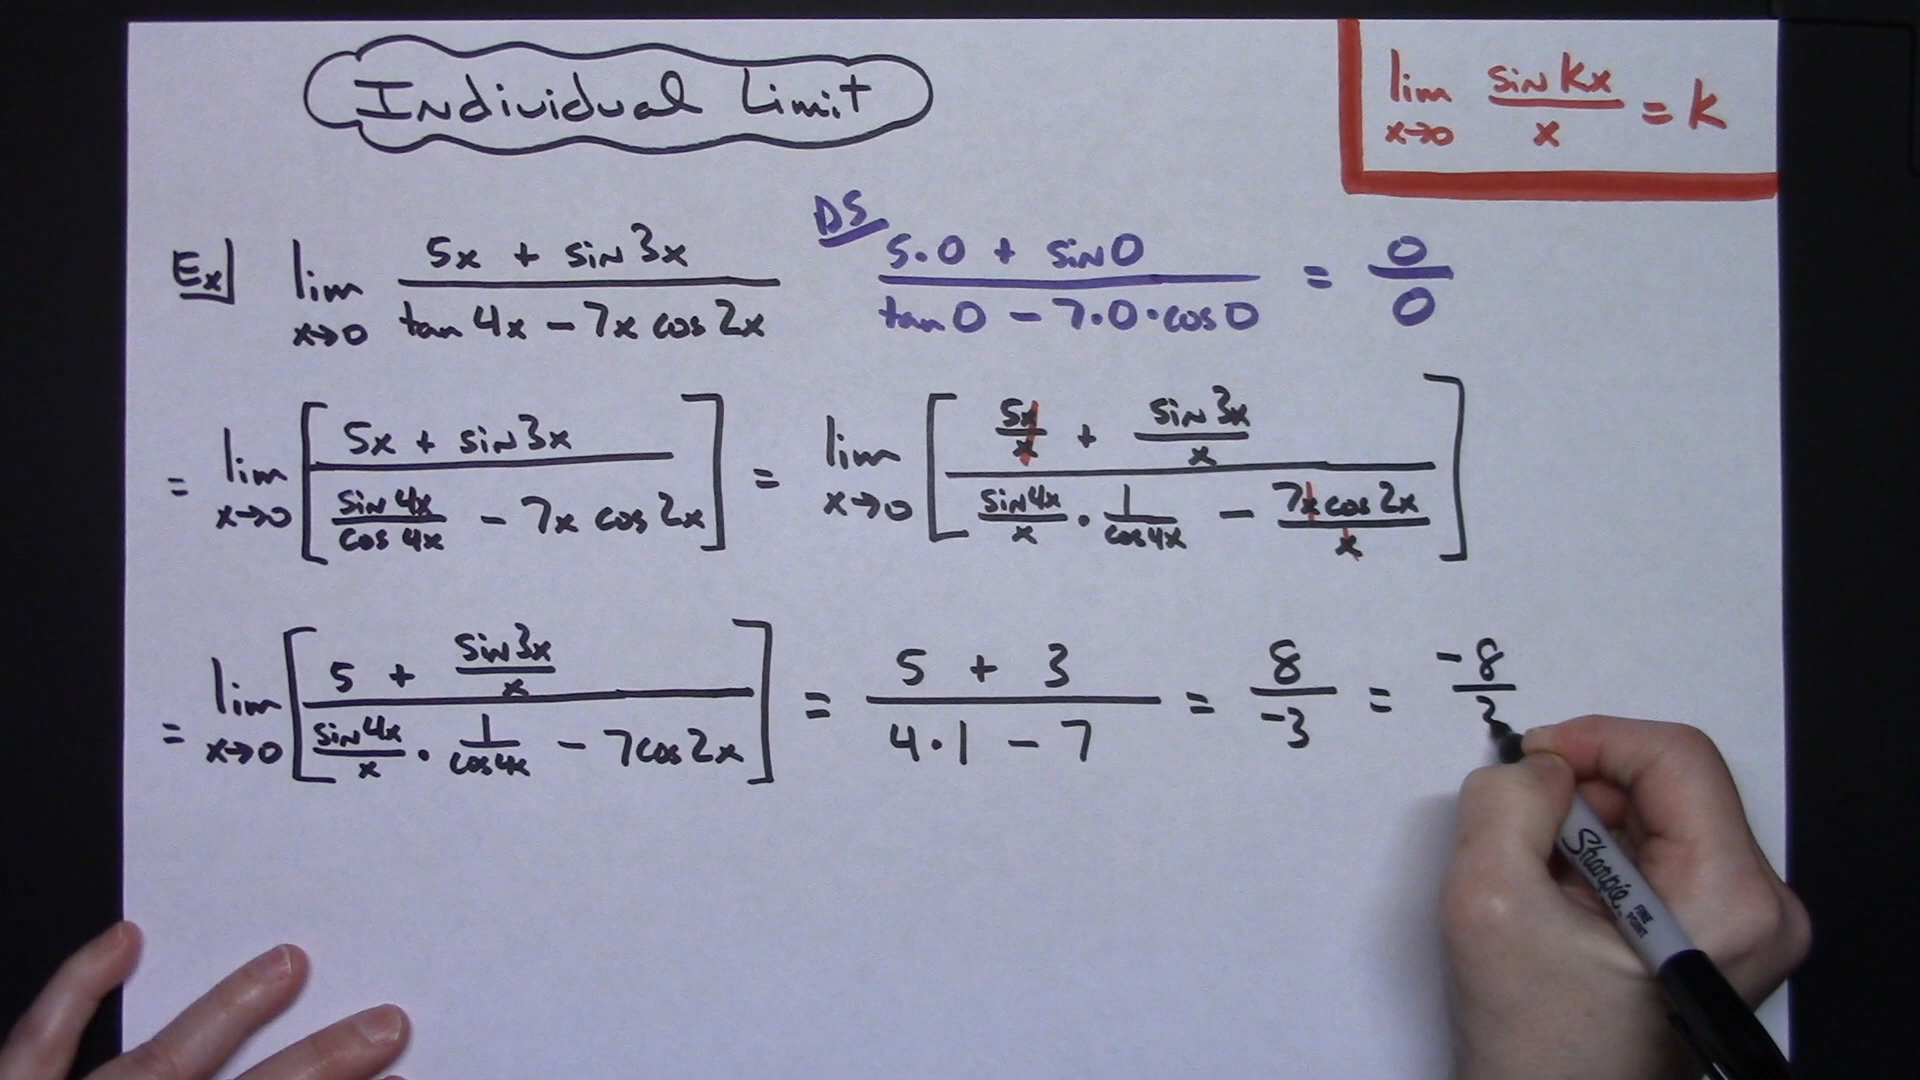 Individual Limit
lim x→0 sin kx / x = k
Ex] lim x→0 (5x + sin 3x) / (tan 4x - 7x cos 2x)
DS (5·0 + sin 0) / (tan 0 - 7·0·cos 0) = 0/0
= lim x→0 [(5x + sin 3x) / (sin 4x / cos 4x - 7x cos 2x)] = lim x→0 [(5x/x + sin 3x / x) / (sin 4x / x · 1 / cos 4x - 7x cos 2x / x)]
= lim x→0 [(5 + sin 3x / x) / (sin 4x / x · 1 / cos 4x - 7 cos 2x)] = (5 + 3) / (4·1 - 7) = 8 / -3 = -8 / 3
Sharpie.
FINE POINT